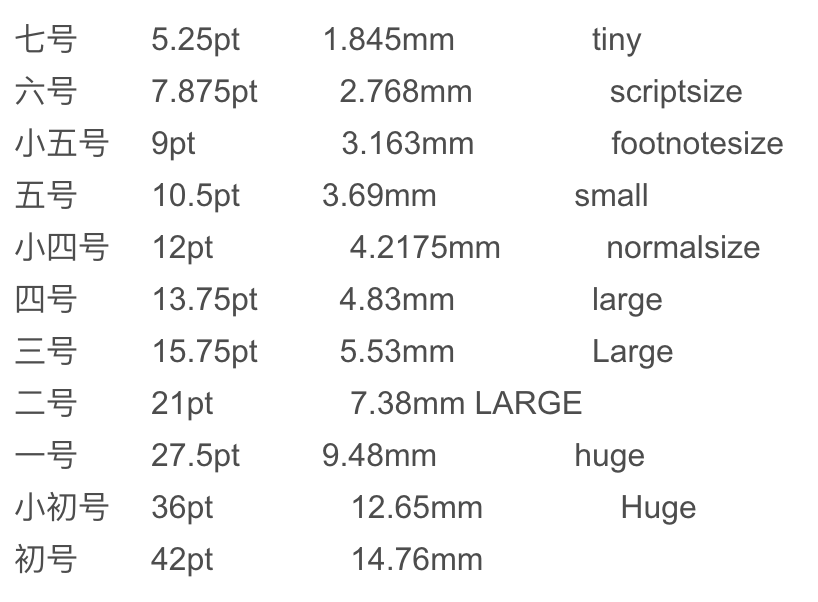 七号 5.25pt 1.845mm tiny
六号 7.875pt 2.768mm scriptsize
小五号 9pt 3.163mm footnotesize
五号 10.5pt 3.69mm small
小四号 12pt 4.2175mm normalsize
四号 13.75pt 4.83mm large
三号 15.75pt 5.53mm Large
二号 21pt 7.38mm LARGE
一号 27.5pt 9.48mm huge
小初号 36pt 12.65mm Huge
初号 42pt 14.76mm